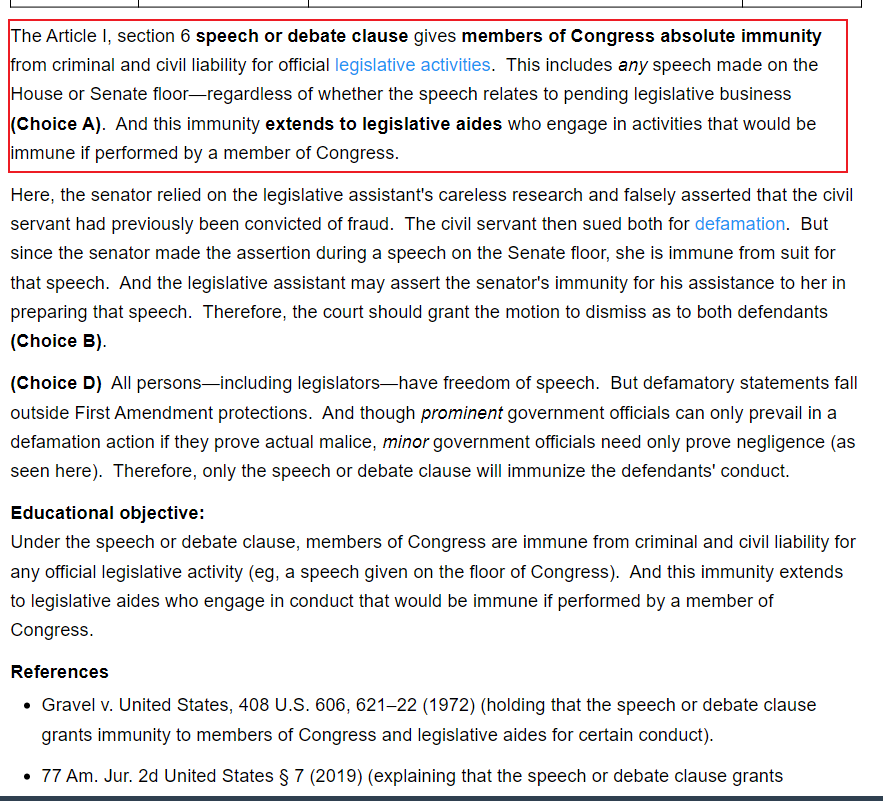 The Article I, section 6 speech or debate clause gives members of Congress absolute immunity
from criminal and civil liability for official legislative activities.  This includes any speech made on the
House or Senate floor—regardless of whether the speech relates to pending legislative business
(Choice A).  And this immunity extends to legislative aides who engage in activities that would be
immune if performed by a member of Congress.
Here, the senator relied on the legislative assistant's careless research and falsely asserted that the civil
servant had previously been convicted of fraud.  The civil servant then sued both for defamation.  But
since the senator made the assertion during a speech on the Senate floor, she is immune from suit for
that speech.  And the legislative assistant may assert the senator's immunity for his assistance to her in
preparing that speech.  Therefore, the court should grant the motion to dismiss as to both defendants
(Choice B).
(Choice D)  All persons—including legislators—have freedom of speech.  But defamatory statements fall
outside First Amendment protections.  And though prominent government officials can only prevail in a
defamation action if they prove actual malice, minor government officials need only prove negligence (as
seen here).  Therefore, only the speech or debate clause will immunize the defendants' conduct.
Educational objective:
Under the speech or debate clause, members of Congress are immune from criminal and civil liability for
any official legislative activity (eg, a speech given on the floor of Congress).  And this immunity extends
to legislative aides who engage in conduct that would be immune if performed by a member of
Congress.
References
• Gravel v. United States, 408 U.S. 606, 621–22 (1972) (holding that the speech or debate clause
grants immunity to members of Congress and legislative aides for certain conduct).
• 77 Am. Jur. 2d United States § 7 (2019) (explaining that the speech or debate clause grants